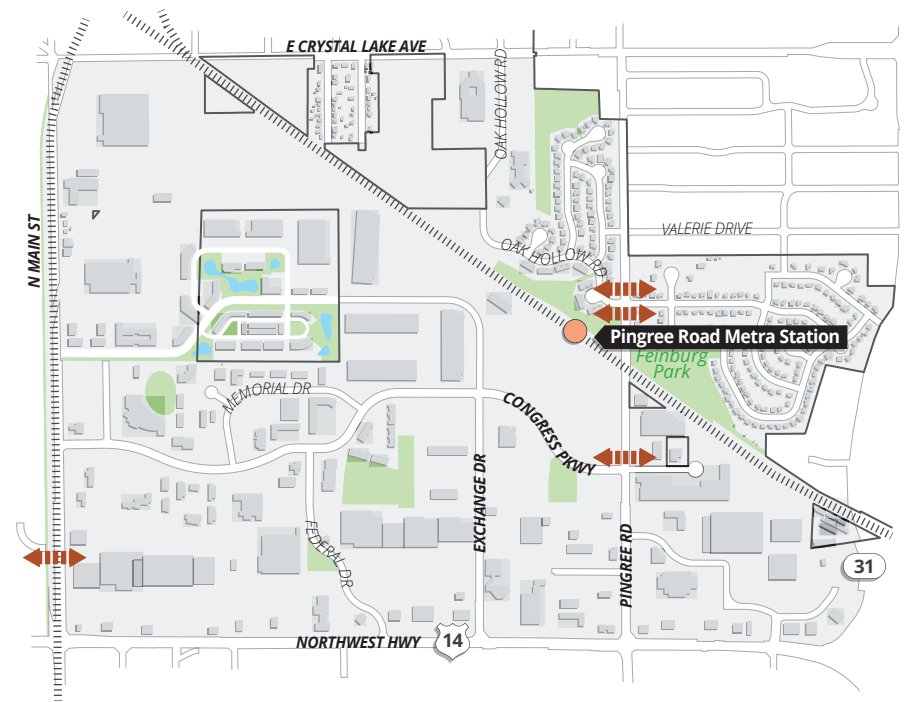 E CRYSTAL LAKE AVE
OAK HOLLOW RD
N MAIN ST
VALERIE DRIVE
OAK HOLLOW RD
Pingree Road Metra Station
Feinburg
Park
MEMORIAL DR
CONGRESS PKWY
EXCHANGE DR
FEDERAL DR
PINGREE RD
31
NORTHWEST HWY
14